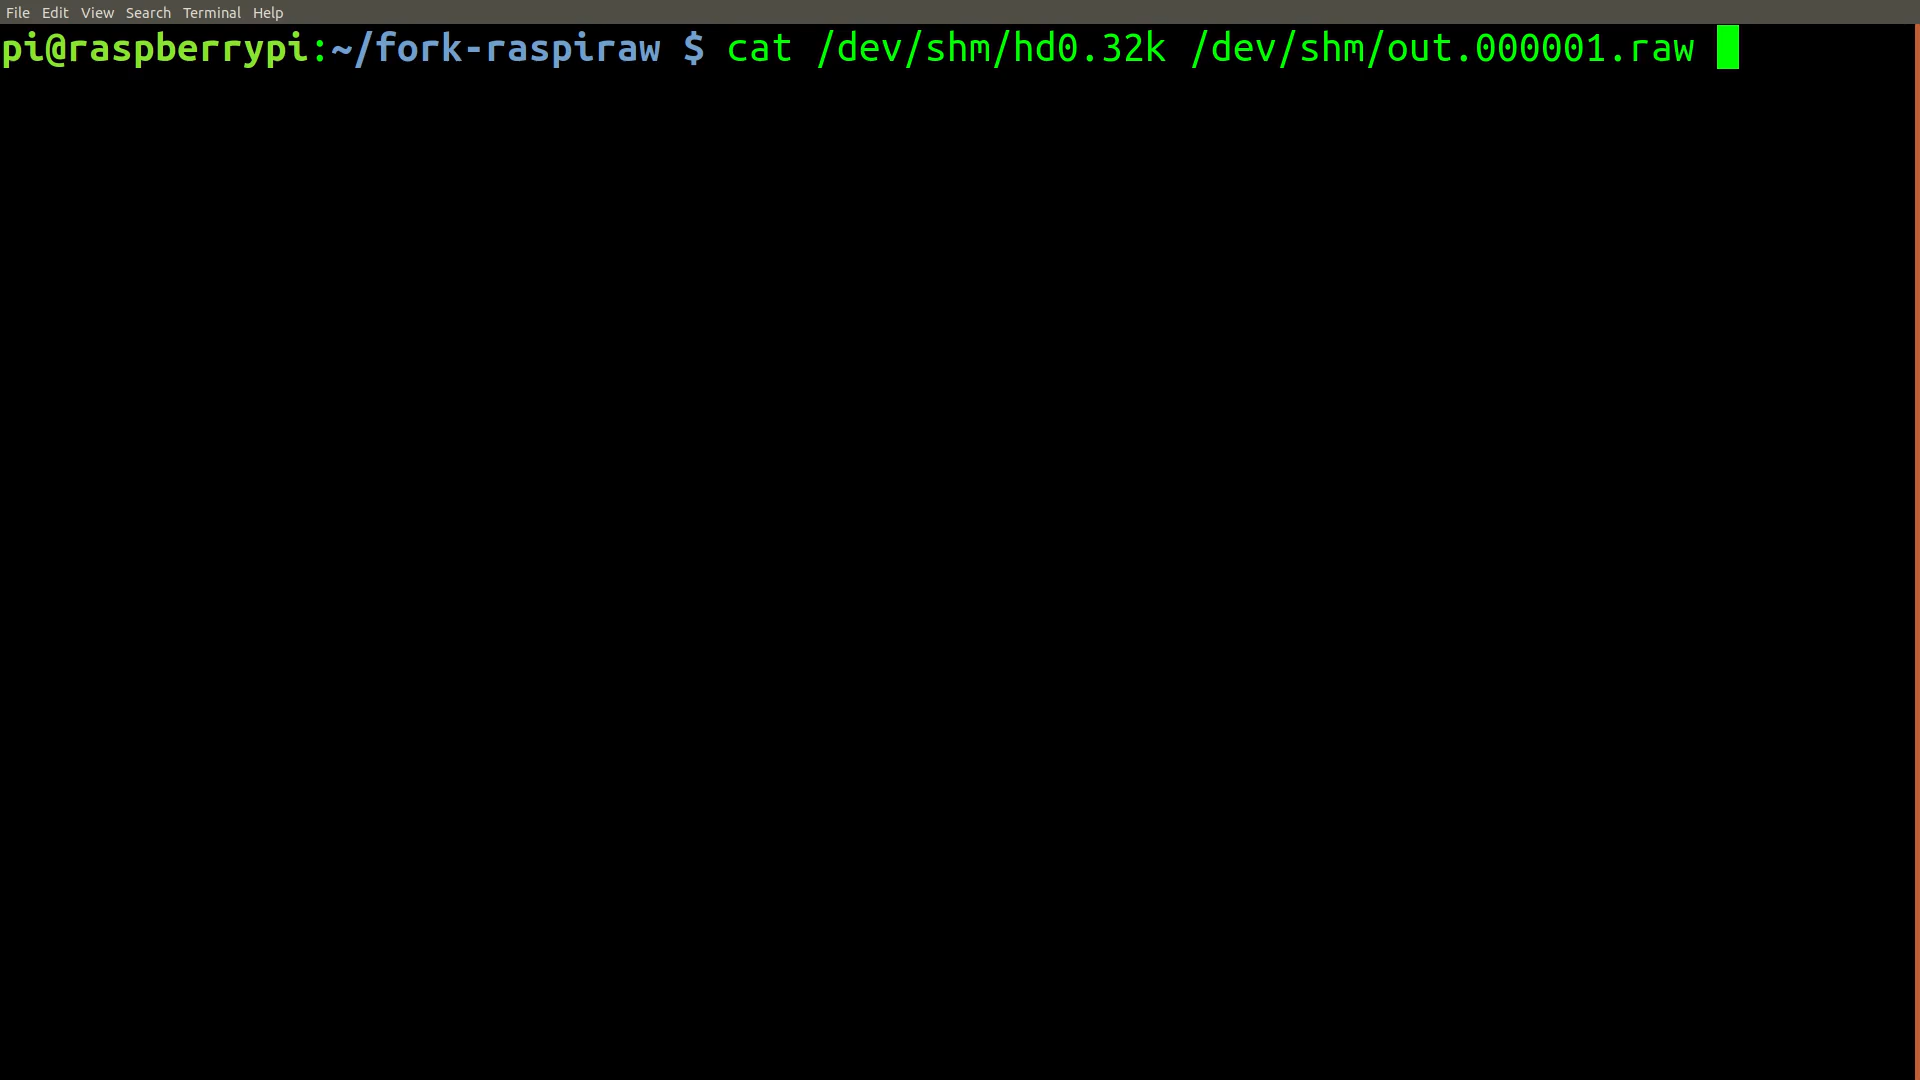 File Edit View Search Terminal Help
pi@raspberrypi:~/fork-raspiraw $ cat /dev/shm/hd0.32k /dev/shm/out.000001.raw